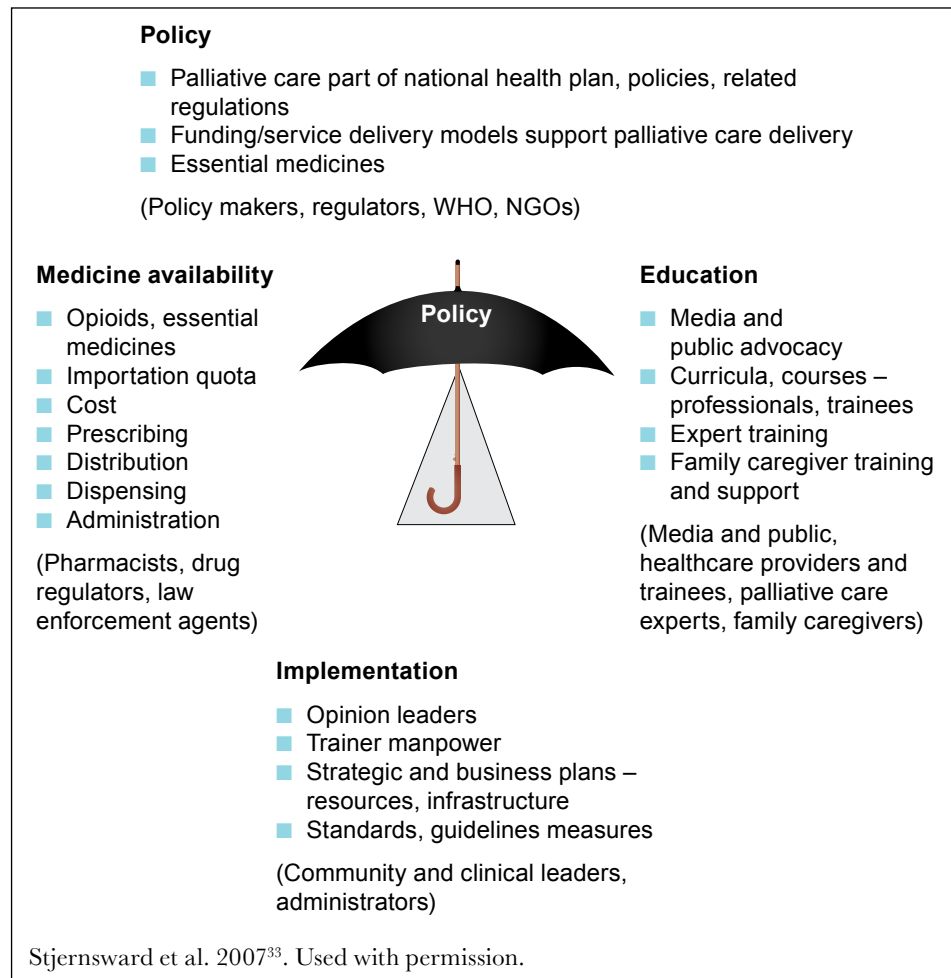 Policy
■ Palliative care part of national health plan, policies, related
regulations
■ Funding/service delivery models support palliative care delivery
■ Essential medicines
(Policy makers, regulators, WHO, NGOs)
Medicine availability
■ Opioids, essential
medicines
■ Importation quota
■ Cost
■ Prescribing
■ Distribution
■ Dispensing
■ Administration
(Pharmacists, drug
regulators, law
enforcement agents)
Policy
Education
■ Media and
public advocacy
■ Curricula, courses –
professionals, trainees
■ Expert training
■ Family caregiver training
and support
(Media and public,
healthcare providers and
trainees, palliative care
experts, family caregivers)
Implementation
■ Opinion leaders
■ Trainer manpower
■ Strategic and business plans –
resources, infrastructure
■ Standards, guidelines measures
(Community and clinical leaders,
administrators)
Stjernsward et al. 2007³³. Used with permission.